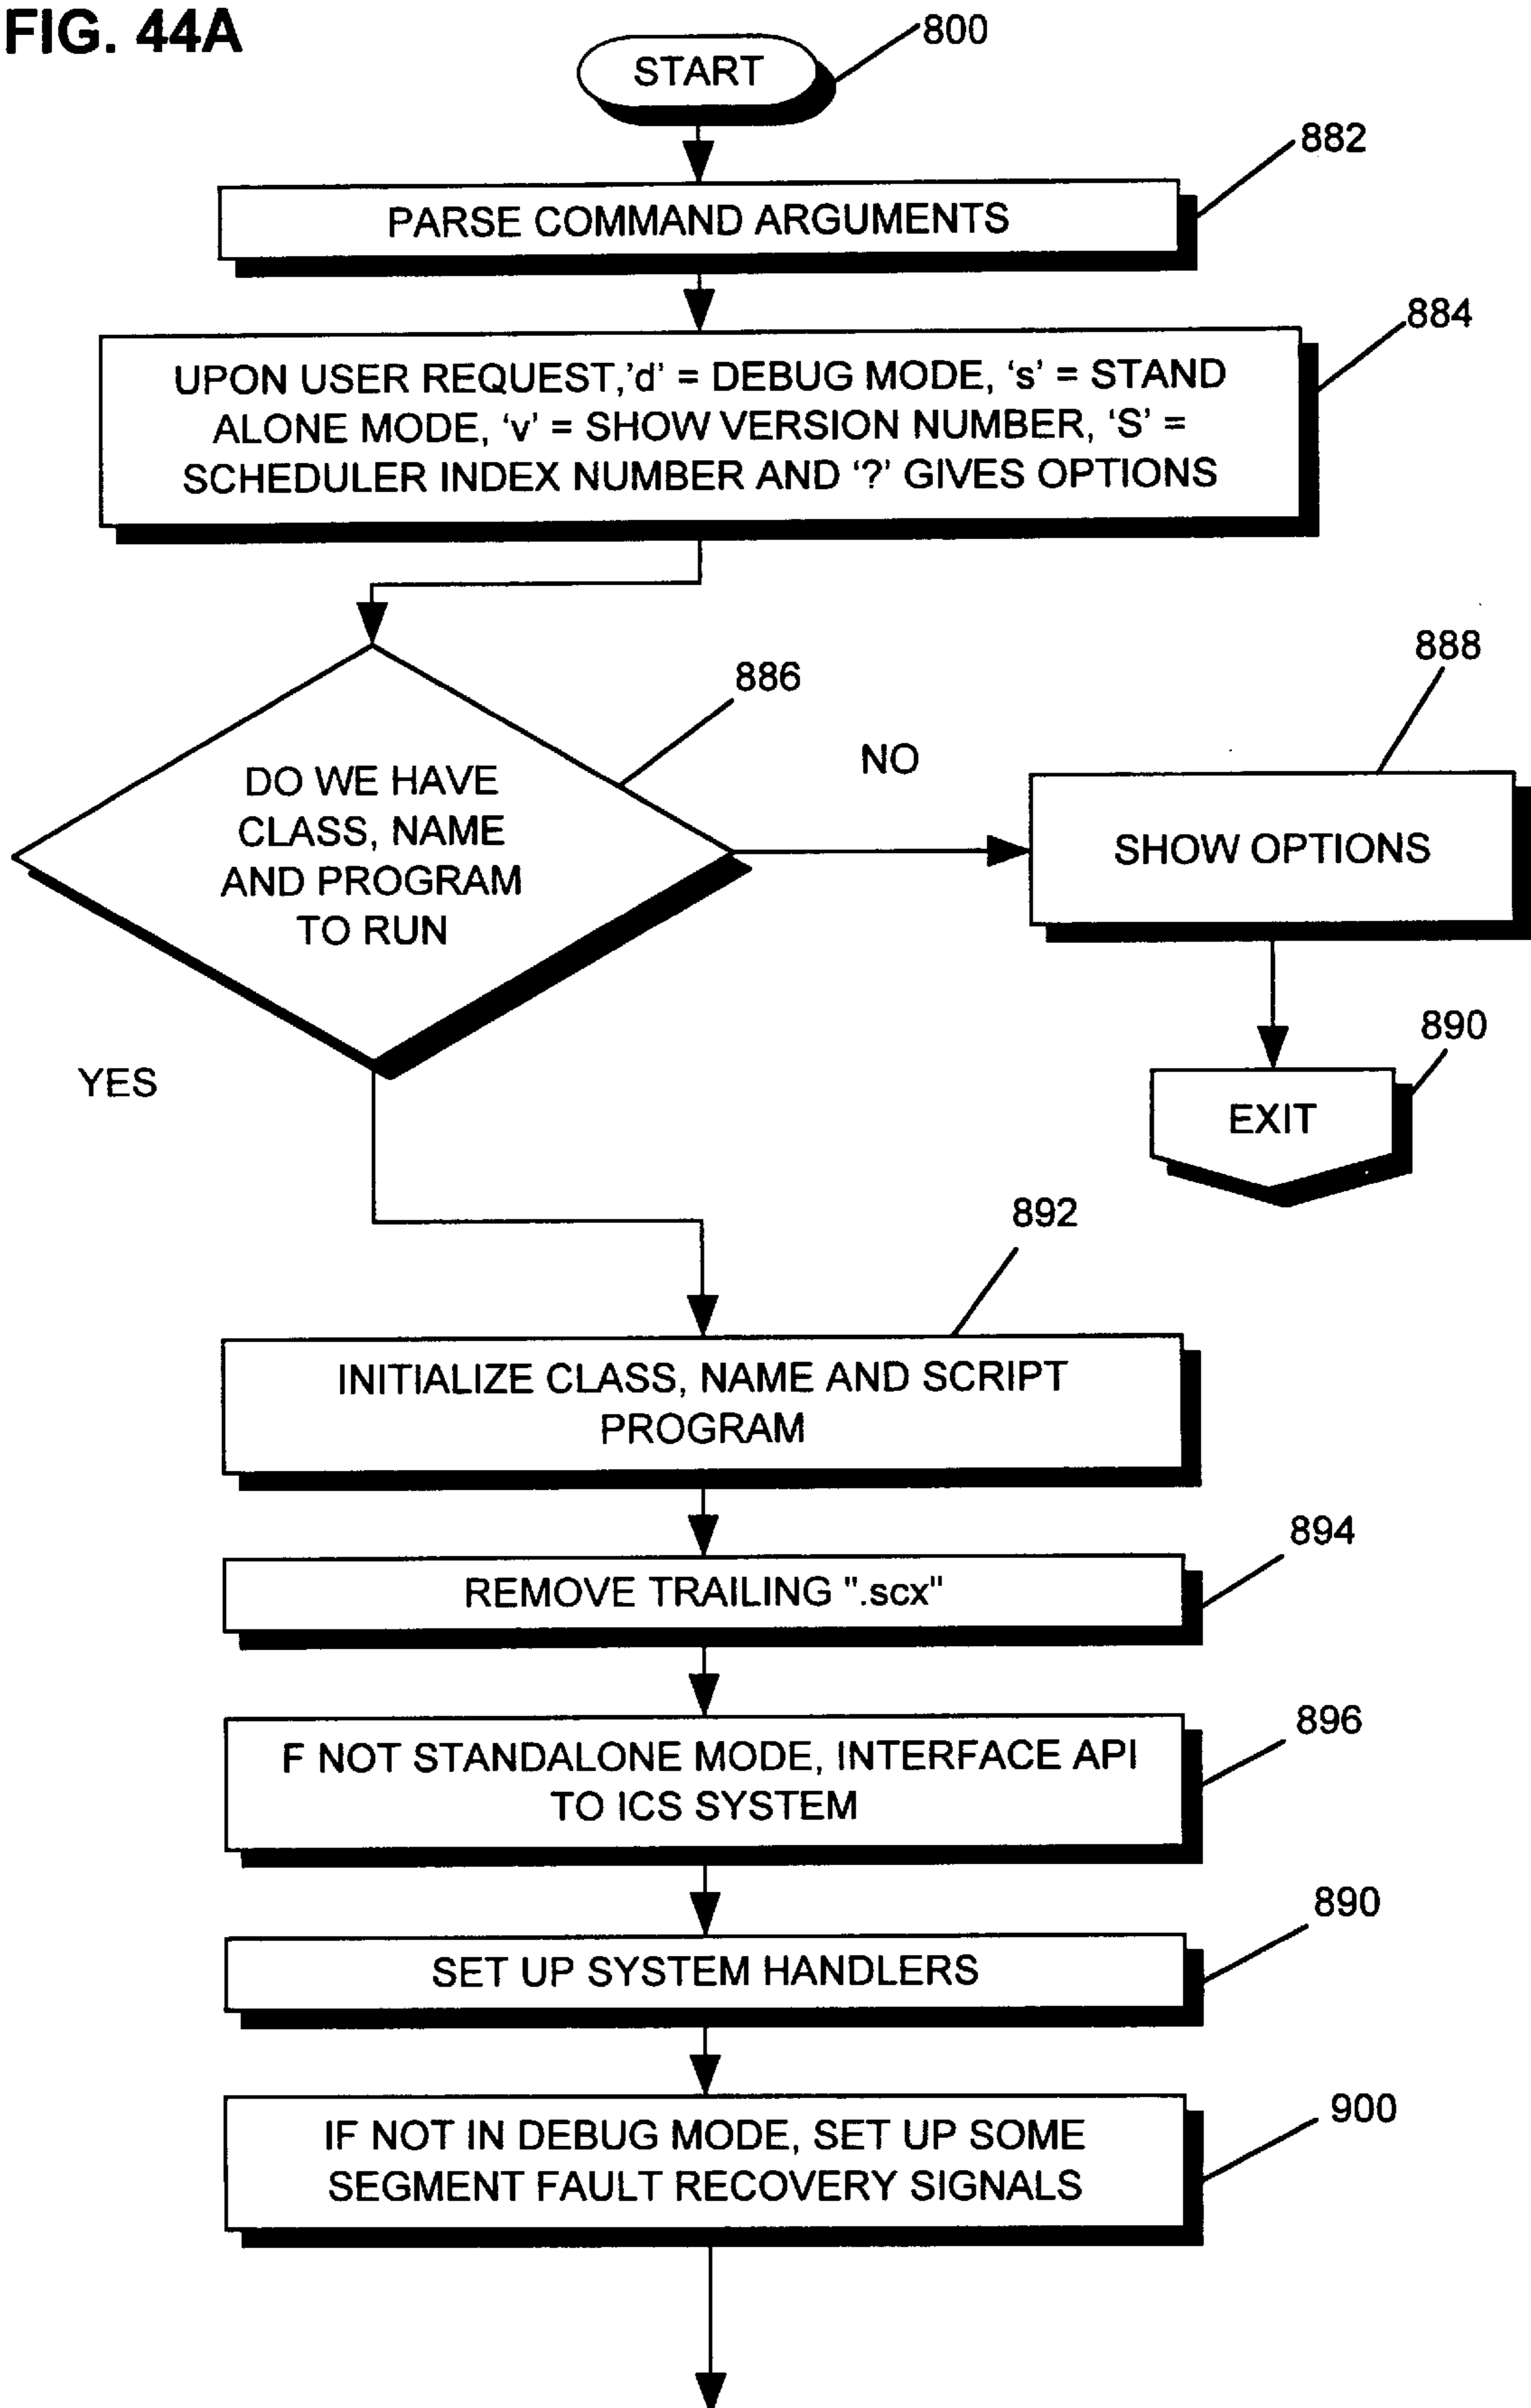 FIG. 44A
START
800
882
PARSE COMMAND ARGUMENTS
884
UPON USER REQUEST,'d' = DEBUG MODE, ‘s’ = STAND
ALONE MODE, ‘v’ = SHOW VERSION NUMBER, ‘S’ =
SCHEDULER INDEX NUMBER AND ‘?’ GIVES OPTIONS
886
DO WE HAVE
CLASS, NAME
AND PROGRAM
TO RUN
NO
888
SHOW OPTIONS
890
EXIT
YES
892
INITIALIZE CLASS, NAME AND SCRIPT
PROGRAM
894
REMOVE TRAILING ".scx"
896
F NOT STANDALONE MODE, INTERFACE API
TO ICS SYSTEM
890
SET UP SYSTEM HANDLERS
900
IF NOT IN DEBUG MODE, SET UP SOME
SEGMENT FAULT RECOVERY SIGNALS